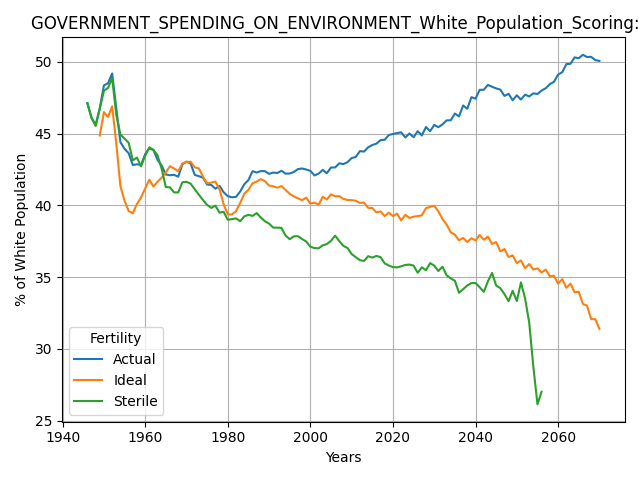 GOVERNMENT_SPENDING_ON_ENVIRONMENT_White_Population_Scoring:
% of White Population
50
45
40
35
30
25
Fertility
Actual
Ideal
Sterile
1940 1960 1980 2000 2020 2040 2060
Years